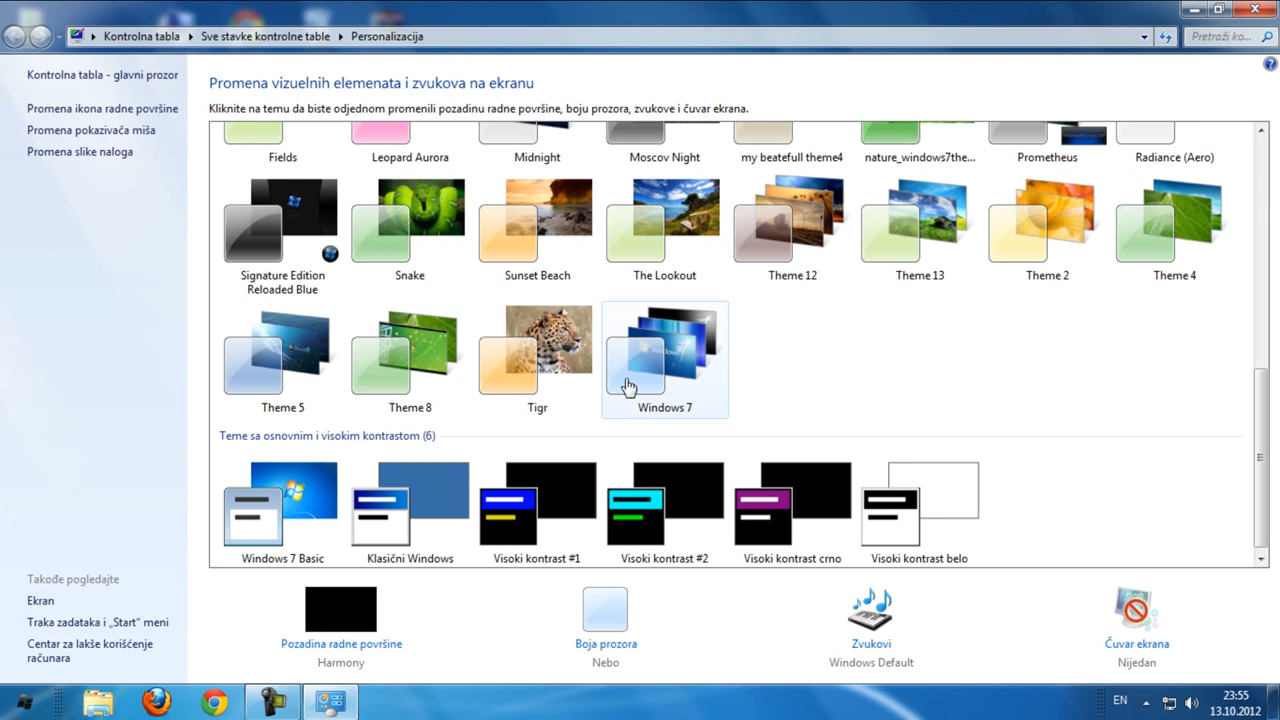 Kontrolna tabla
Sve stavke kontrolne table
Personalizacija
Pretraži ko...
Kontrolna tabla - glavni prozor
Promena ikona radne površine
Promena pokazivača miša
Promena slike naloga
Promena vizuelnih elemenata i zvukova na ekranu
Kliknite na temu da biste odjednom promenili pozadinu radne površine, boju prozora, zvukove i čuvar ekrana.
Fields
Leopard Aurora
Midnight
Moscov Night
my beatefull theme4
nature_windows7the...
Prometheus
Radiance (Aero)
Signature Edition
Reloaded Blue
Snake
Sunset Beach
The Lookout
Theme 12
Theme 13
Theme 2
Theme 4
Theme 5
Theme 8
Tigr
Windows 7
Teme sa osnovnim i visokim kontrastom (6)
Windows 7 Basic
Klasični Windows
Visoki kontrast #1
Visoki kontrast #2
Visoki kontrast crno
Visoki kontrast belo
Takođe pogledajte
Ekran
Traka zadataka i „Start“ meni
Centar za lakše korišćenje
računara
Pozadina radne površine
Harmony
Boja prozora
Nebo
Zvukovi
Windows Default
Čuvar ekrana
Nijedan
EN
23:55
13.10.2012